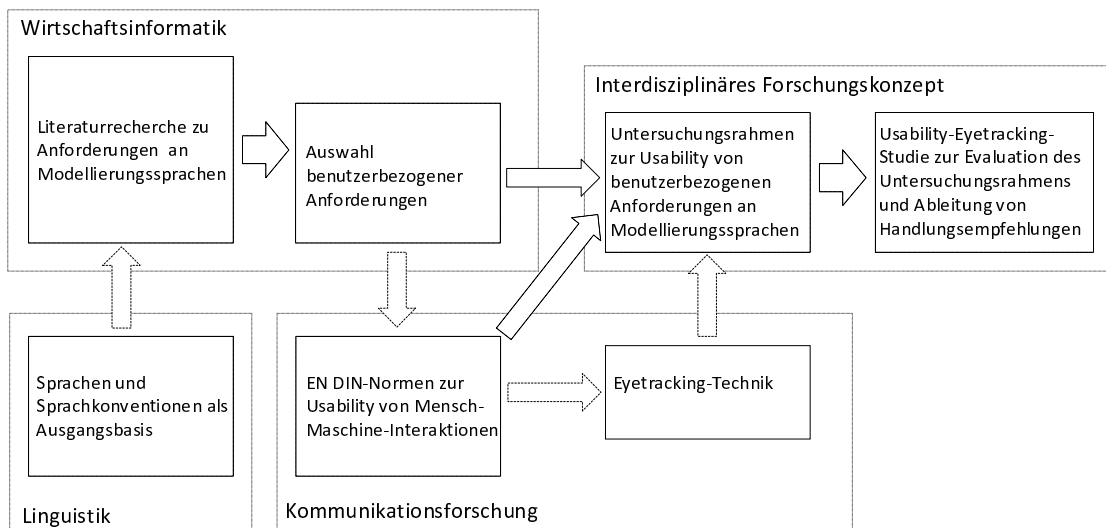 Wirtschaftsinformatik
Literaturrecherche zu
Anforderungen an
Modellierungssprachen
Auswahl
benutzerbezogener
Anforderungen
Interdisziplinäres Forschungskonzept
Untersuchungsrahmen
zur Usability von
benutzerbezogenen
Anforderungen an
Modellierungssprachen
Usability-Eyetracking-
Studie zur Evaluation des
Untersuchungsrahmens
und Ableitung von
Handlungsempfehlungen
Sprachen und
Sprachkonventionen als
Ausgangsbasis
Linguistik
EN DIN-Normen zur
Usability von Mensch-
Maschine-Interaktionen
Eyetracking-Technik
Kommunikationsforschung